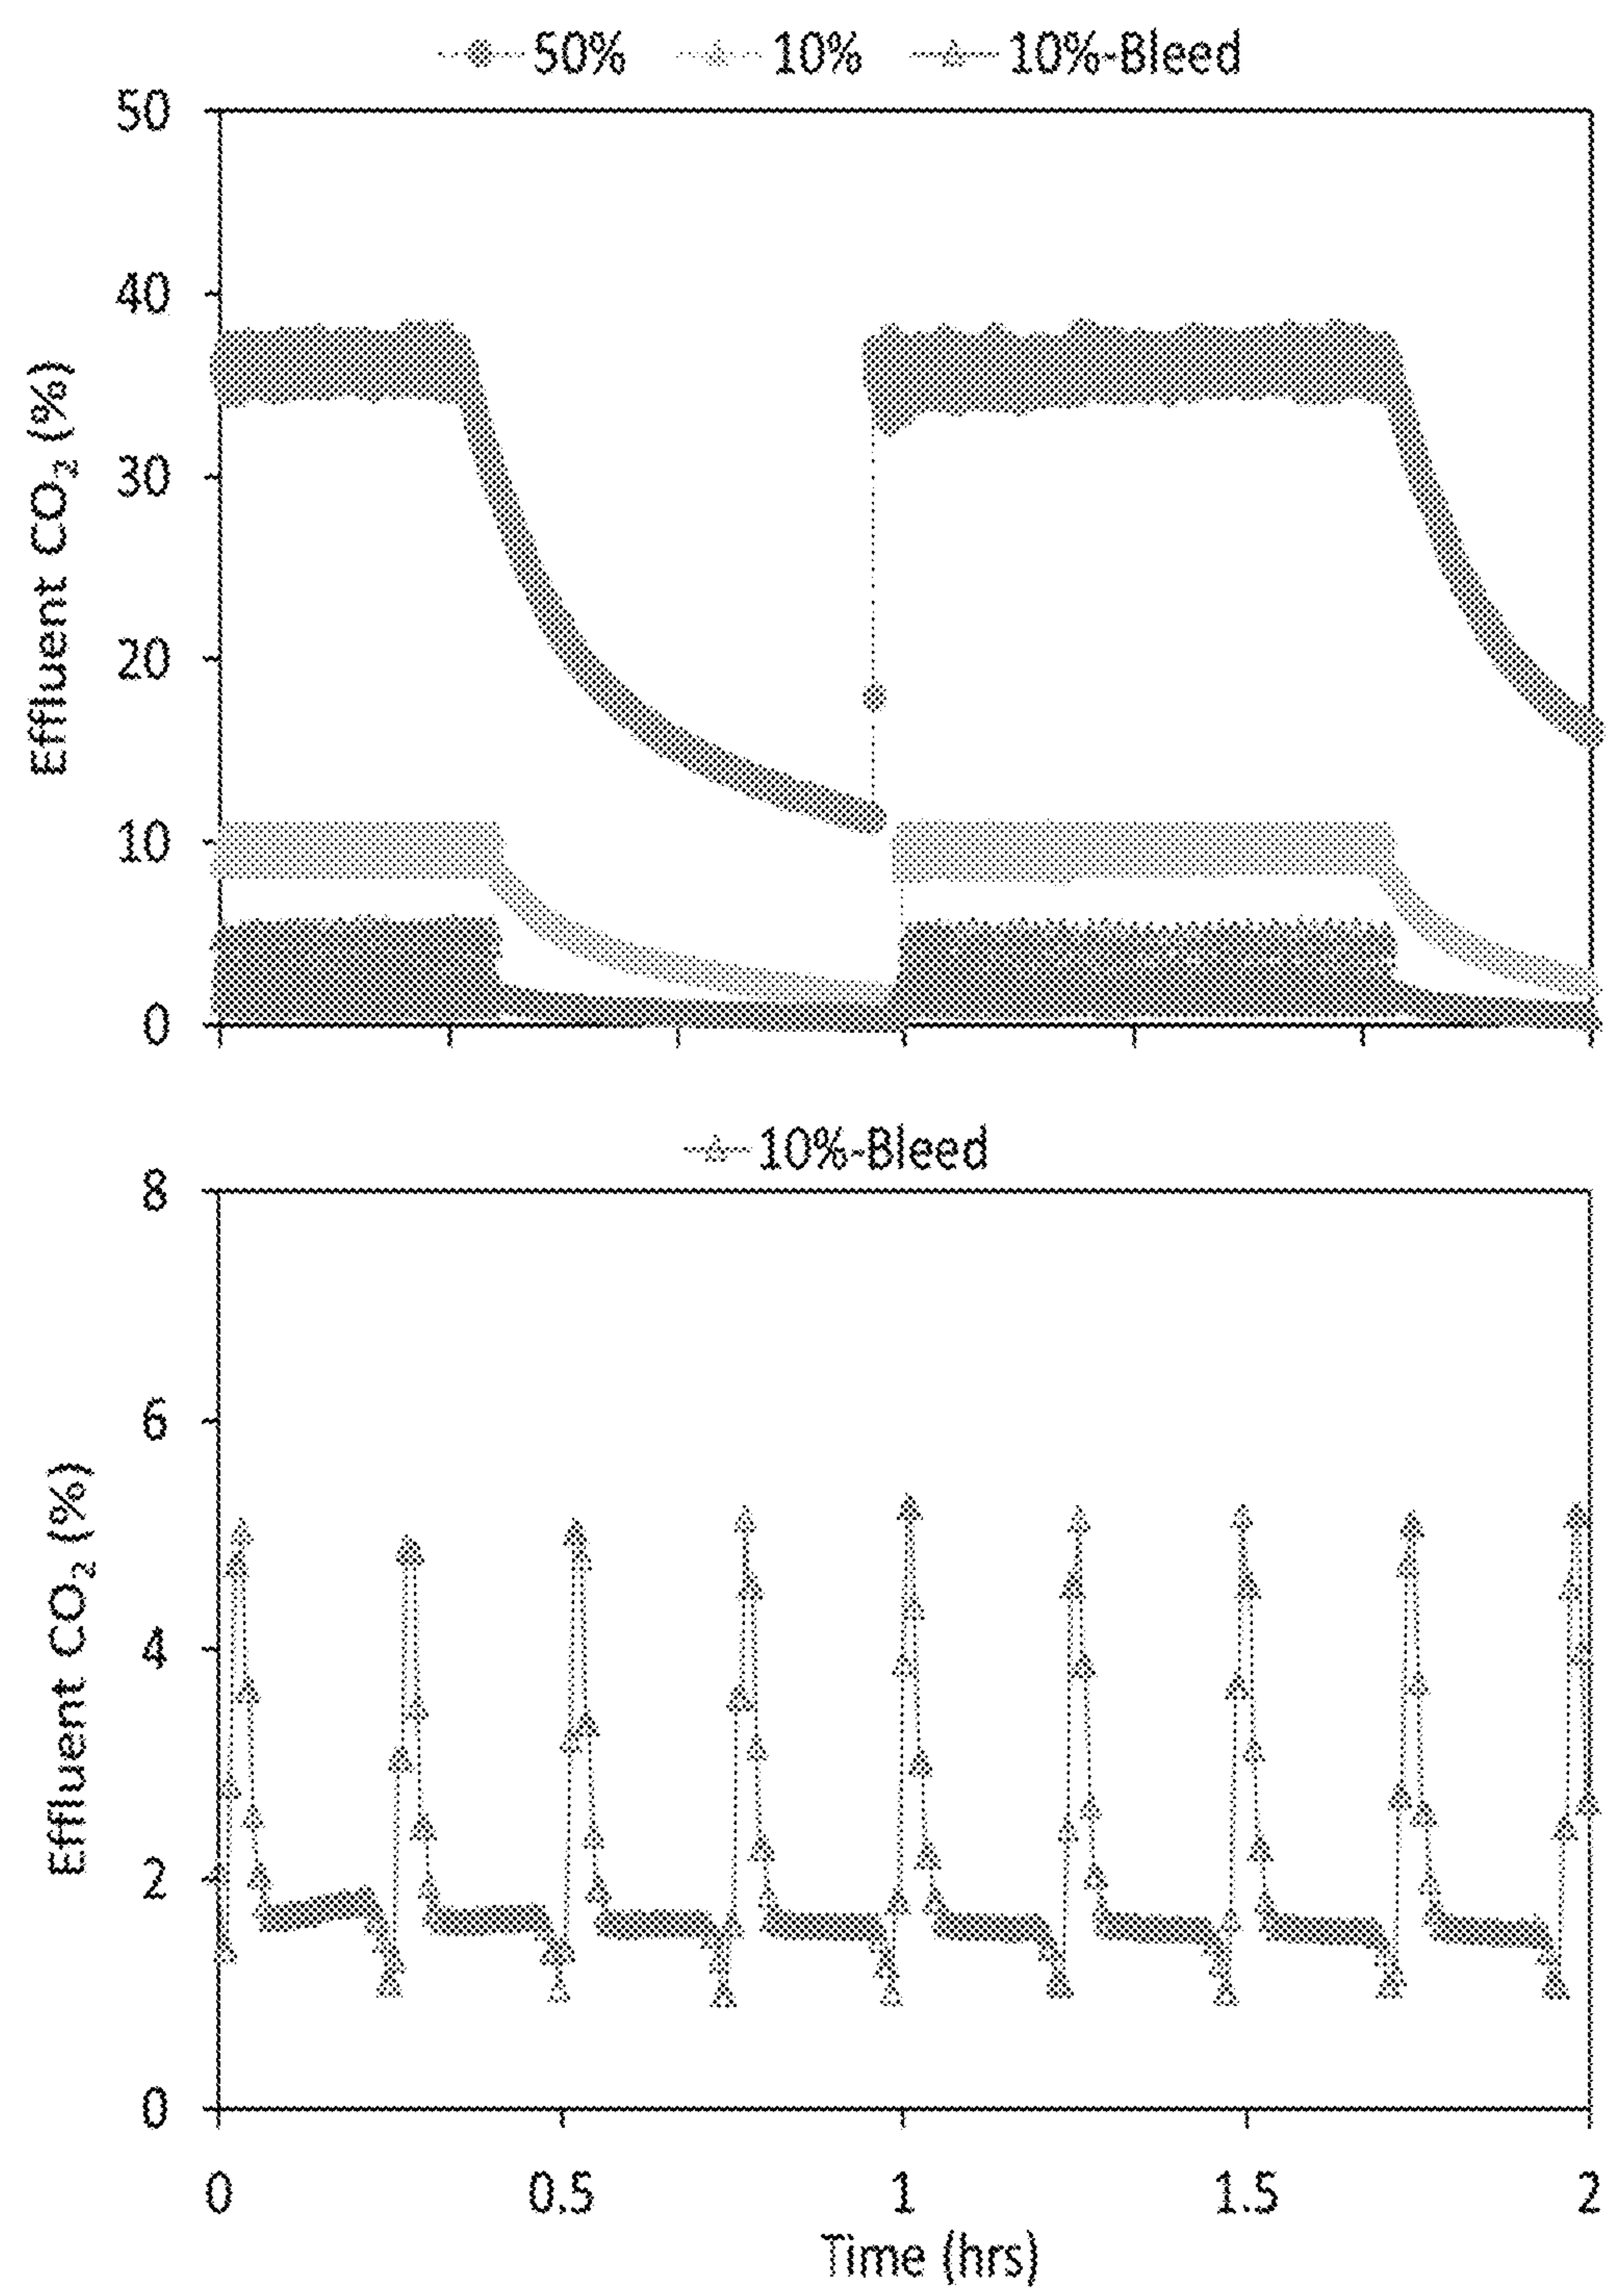 50% 10% 10%-Bleed
50
40
30
20
10
0
Effluent CO₂ (%)
10%-Bleed
8
6
4
2
0
Effluent CO₂ (%)
0 0.5 1 1.5 2
Time (hrs)